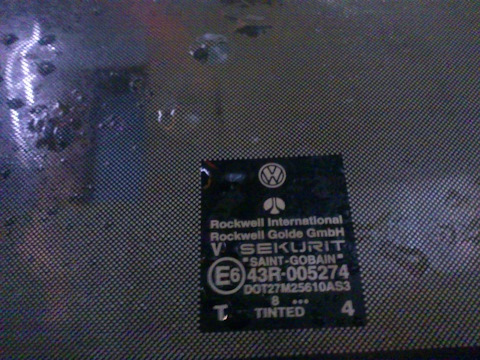 Rockwell International
Rockwell Golde GmbH
V SEKURIT
"SAINT-GOBAIN"
E6 43R-005274
DOT27M25610AS3
8 •••
T TINTED 4